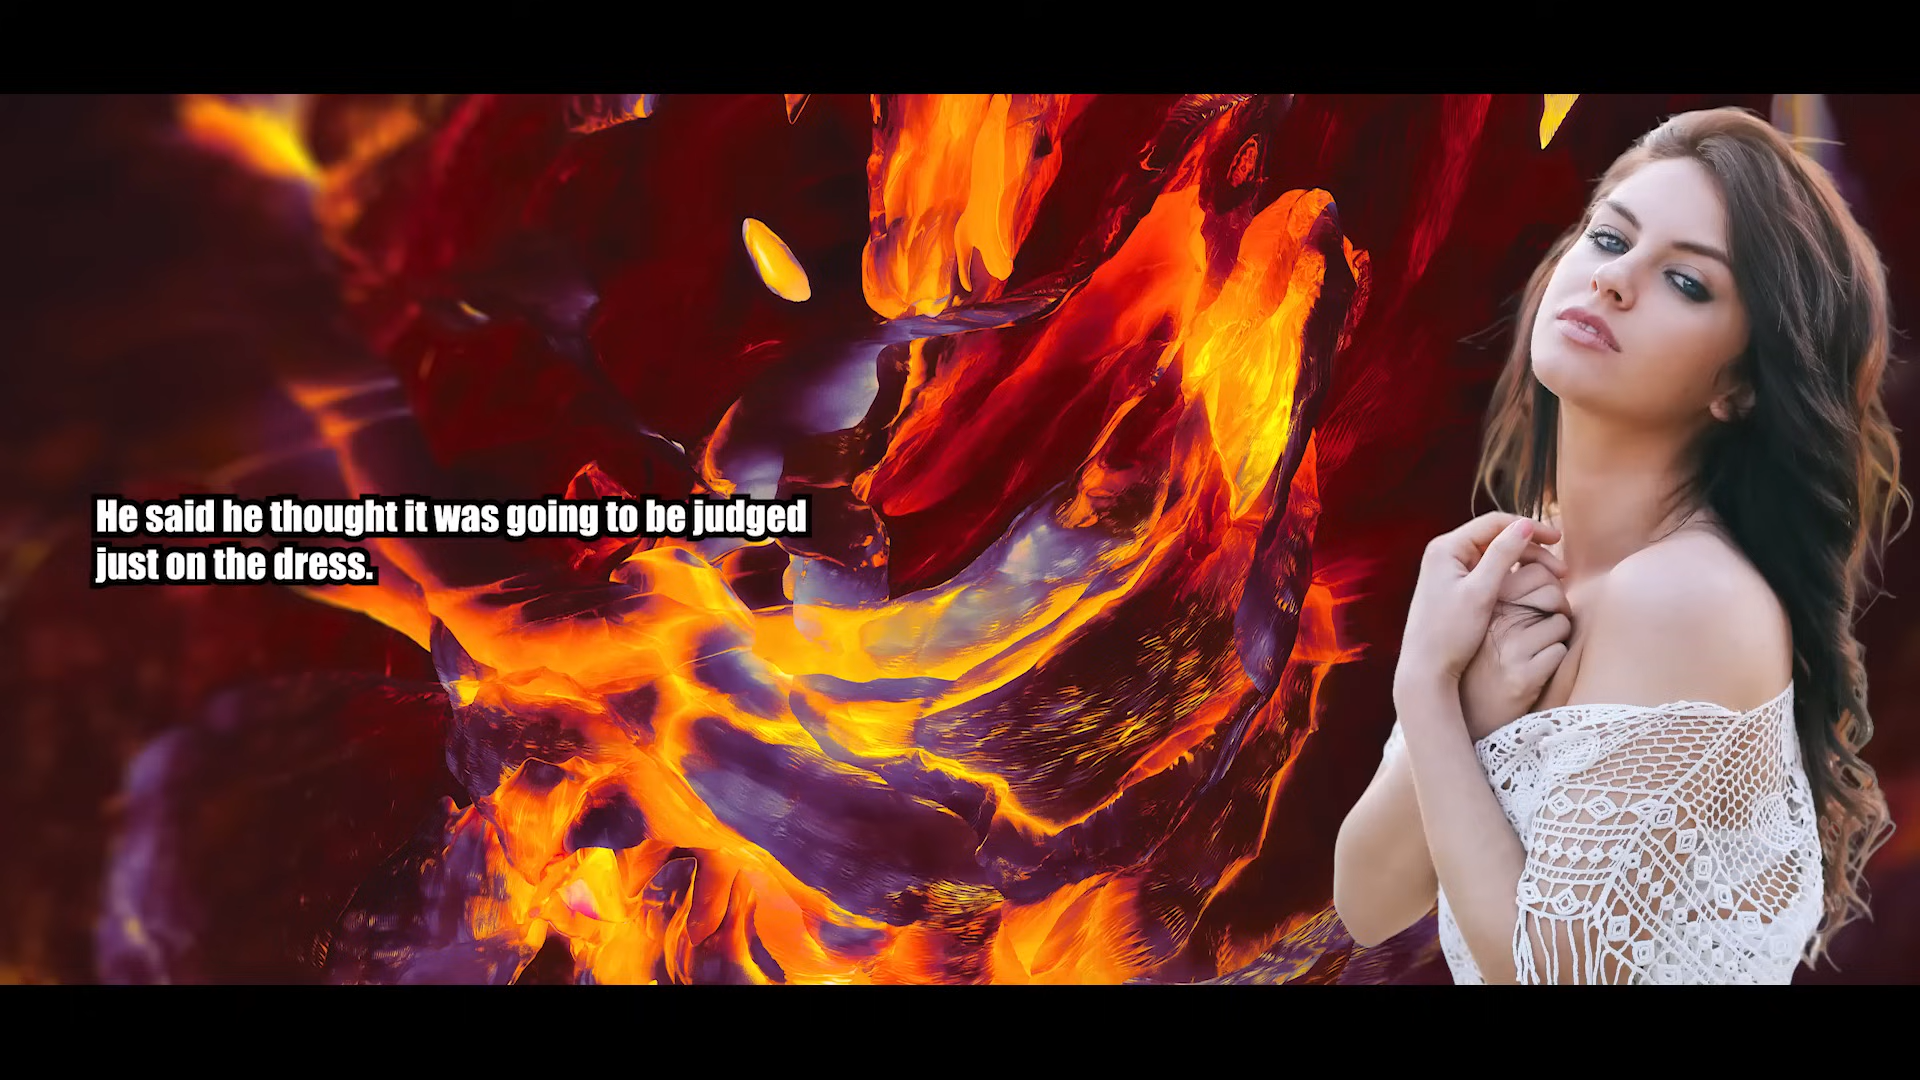 He said he thought it was going to be judged
just on the dress.